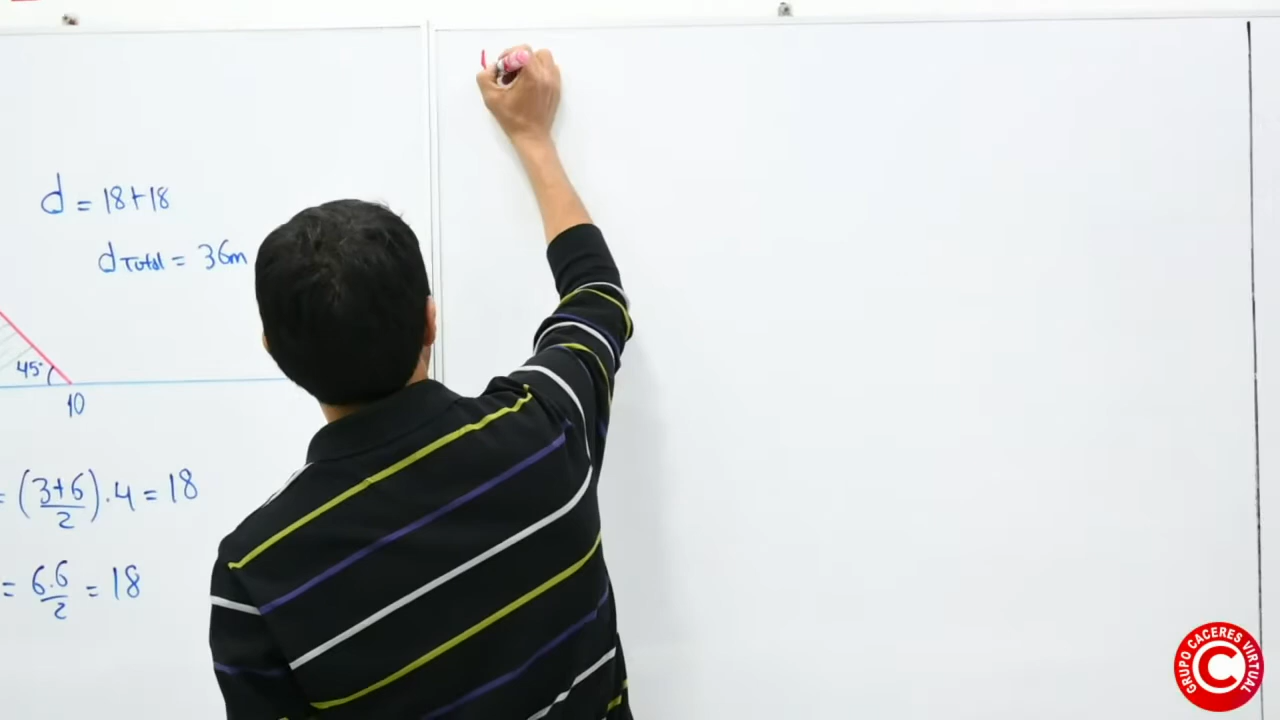 d = 18+18
d Total = 36m
45°
10
= (3+6/2).4 = 18
= 6.6/2 = 18
GRUPO CACERES VIRTUAL
C